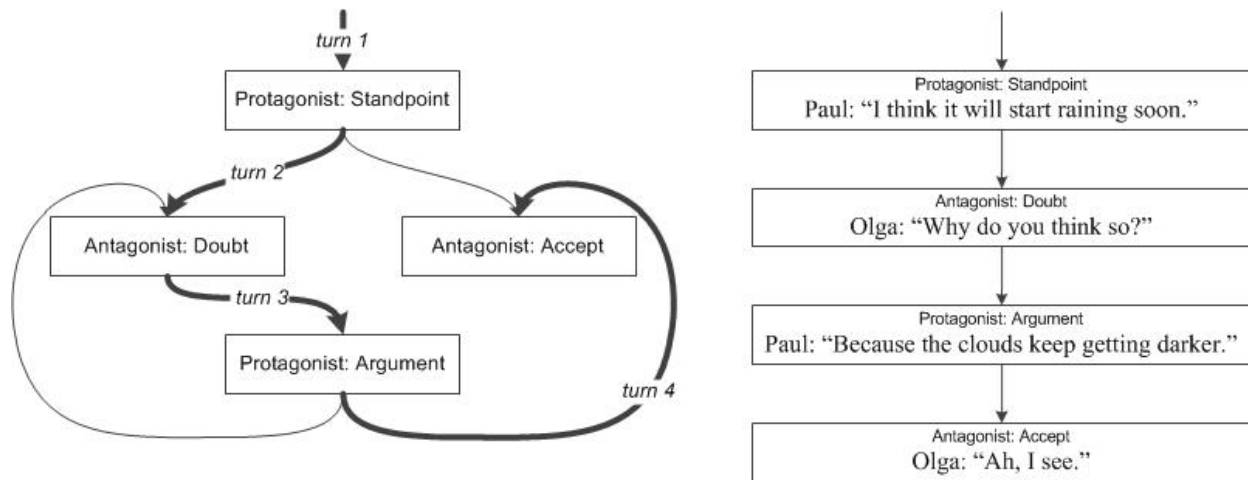 turn 1
Protagonist: Standpoint
turn 2
Antagonist: Doubt
Antagonist: Accept
turn 3
Protagonist: Argument
turn 4
Protagonist: Standpoint
Paul: “I think it will start raining soon.”
Antagonist: Doubt
Olga: “Why do you think so?”
Protagonist: Argument
Paul: “Because the clouds keep getting darker.”
Antagonist: Accept
Olga: “Ah, I see.”